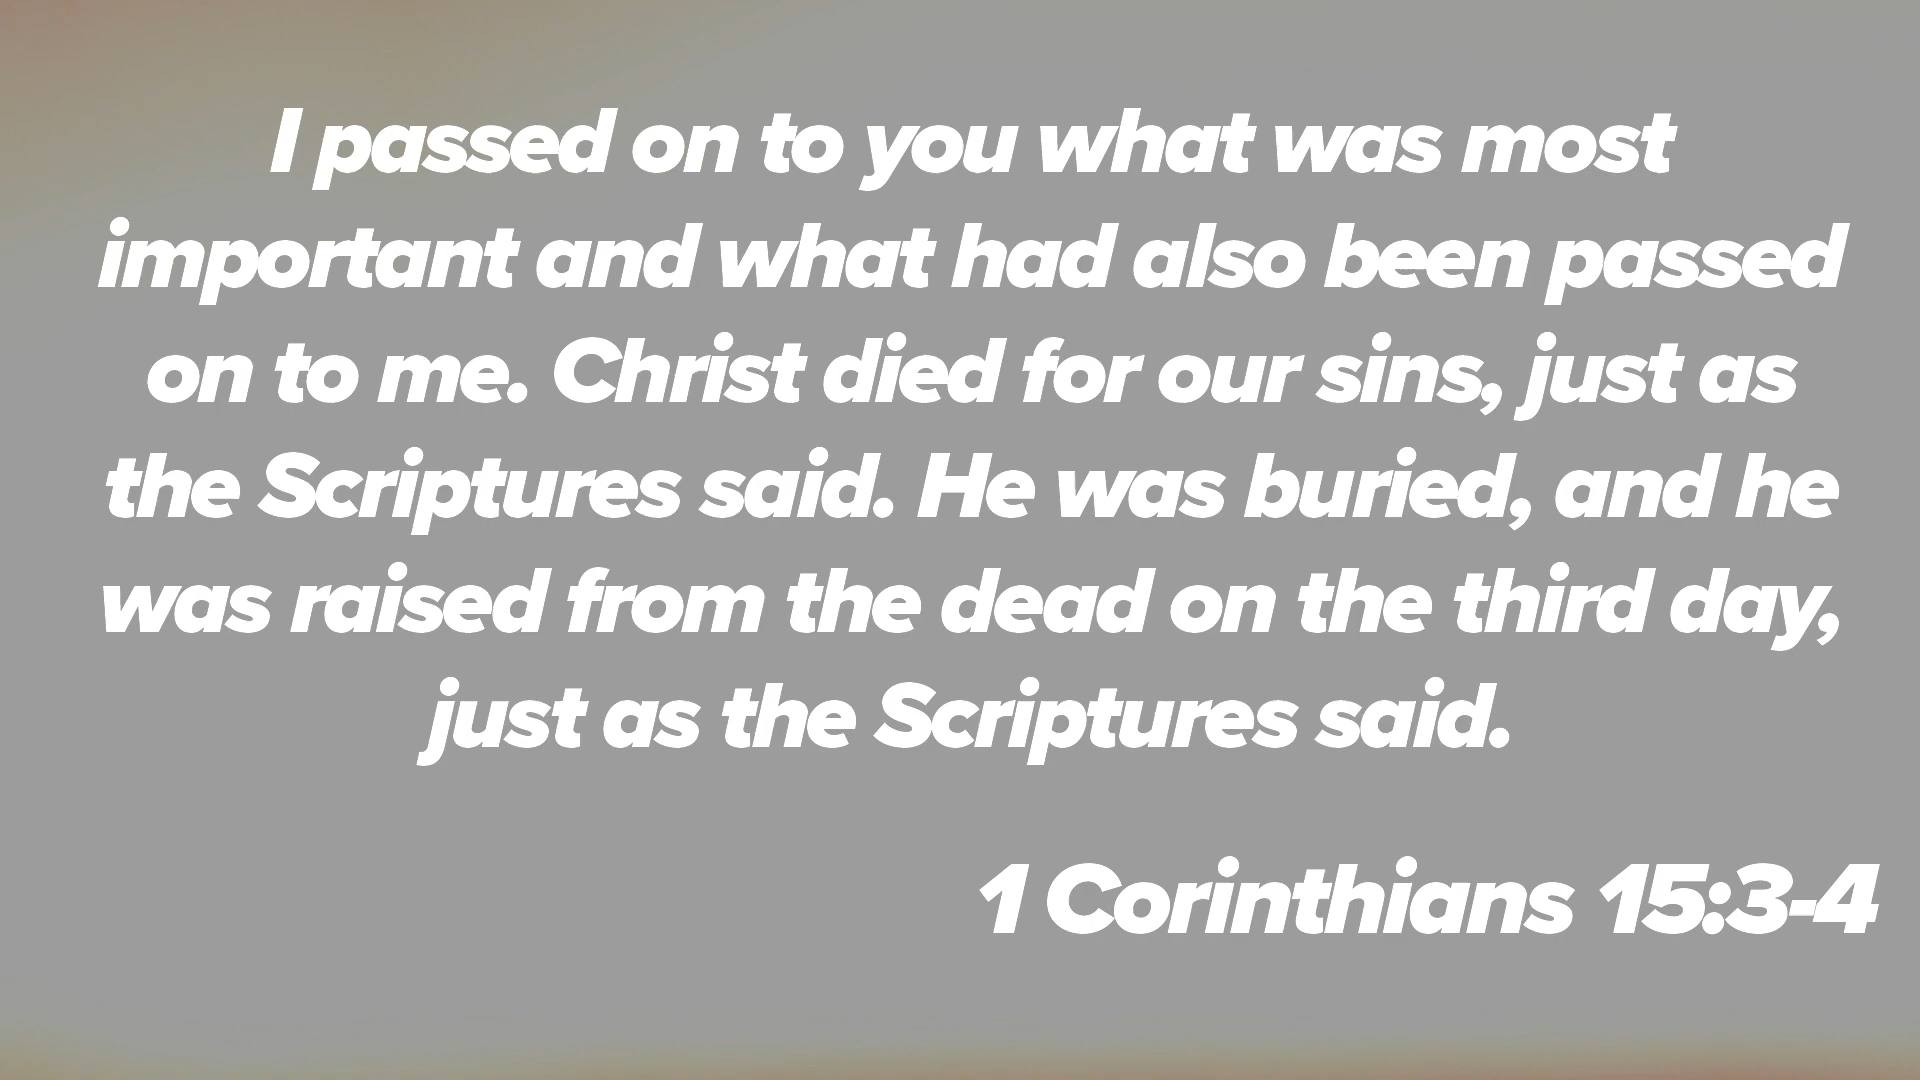 I passed on to you what was most
important and what had also been passed
on to me. Christ died for our sins, just as
the Scriptures said. He was buried, and he
was raised from the dead on the third day,
just as the Scriptures said.
1 Corinthians 15:3-4